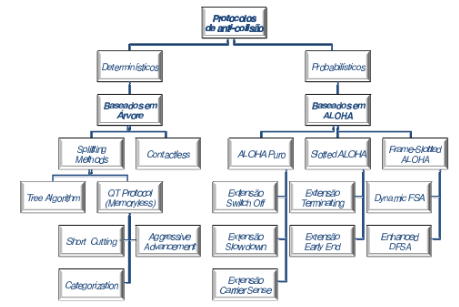 Protocolos
de anti-colisão
Determinísticos
Probabilísticos
Baseados em
Árvore
Baseados em
ALOHA
Splitting
Methods
Contactless
ALOHA Puro
Slotted ALOHA
Frame-Slotted
ALOHA
Tree Algorithm
QT Protocol
(Memoryless)
Extensão
Switch Off
Extensão
Terminating
Dynamic FSA
Short Cutting
Aggressive
Advancement
Extensão
Slowdown
Extensão
Early End
Enhanced
DFSA
Categorization
Extensão
Carrier Sense